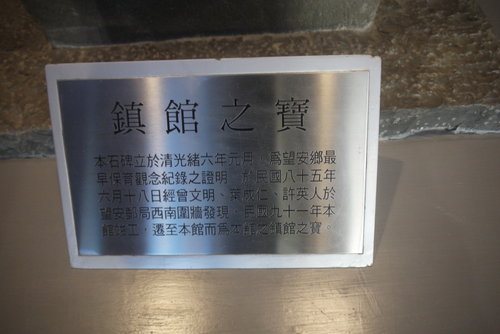 鎮館之寶
本石碑立於清光緒六年元月，為望安鄉最
早保育觀念紀錄之證明，於民國八十五年
六月十八日經曾文明、葉成仁、許英人於
望安郵局西南圍牆發現；民國九十一年本
館竣工，遷至本館而為本館之鎮館之寶。